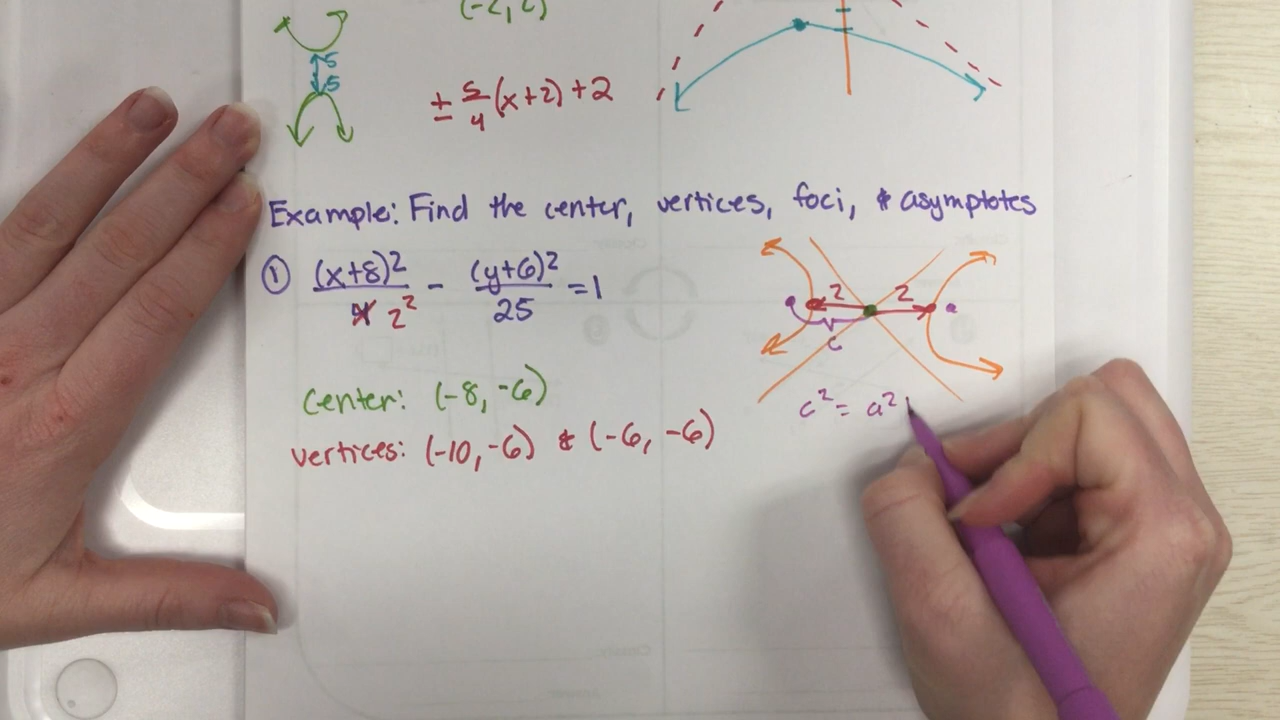 (-2, 2)
5
5
± 5/4 (x+2) + 2
Example: Find the center, vertices, foci, & asymptotes
① (x+8)²/4 2² - (y+6)²/25 = 1
2 2
c
center: (-8, -6)
c² = a²
vertices: (-10, -6) & (-6, -6)